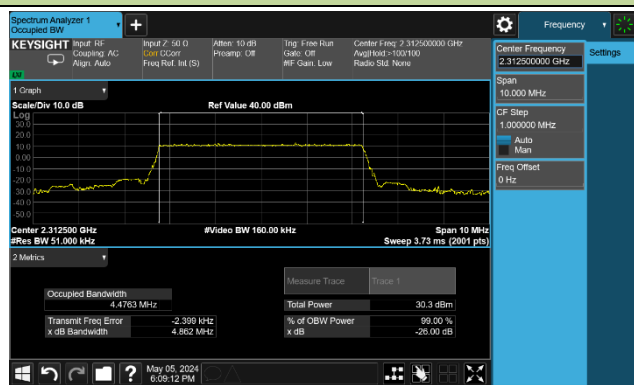 Spectrum Analyzer 1
Occupied BW
+
Frequency
KEYSIGHT
Input: RF
Coupling: AC
Align: Auto
Input Z: 50 Ω
Corr CCorr
Freq Ref: Int (S)
Atten: 10 dB
Preamp: Off
Trig: Free Run
Gate: Off
#IF Gain: Low
Center Freq: 2.312500000 GHz
Avg|Hold:>100/100
Radio Std: None
LXI
Center Frequency
2.312500000 GHz
Settings
Span
10.000 MHz
CF Step
1.000000 MHz
Auto
Man
Freq Offset
0 Hz
1 Graph
Scale/Div 10.0 dB
Ref Value 40.00 dBm
Log
30.0
20.0
10.0
0.00
-10.0
-20.0
-30.0
-40.0
-50.0
Center 2.312500 GHz
#Video BW 160.00 kHz
Span 10 MHz
#Res BW 51.000 kHz
Sweep 3.73 ms (2001 pts)
2 Metrics
Measure Trace
Trace 1
Occupied Bandwidth
4.4763 MHz
Total Power
30.3 dBm
Transmit Freq Error
-2.399 kHz
% of OBW Power
99.00 %
x dB Bandwidth
4.862 MHz
x dB
-26.00 dB
?
May 05, 2024
6:09:12 PM